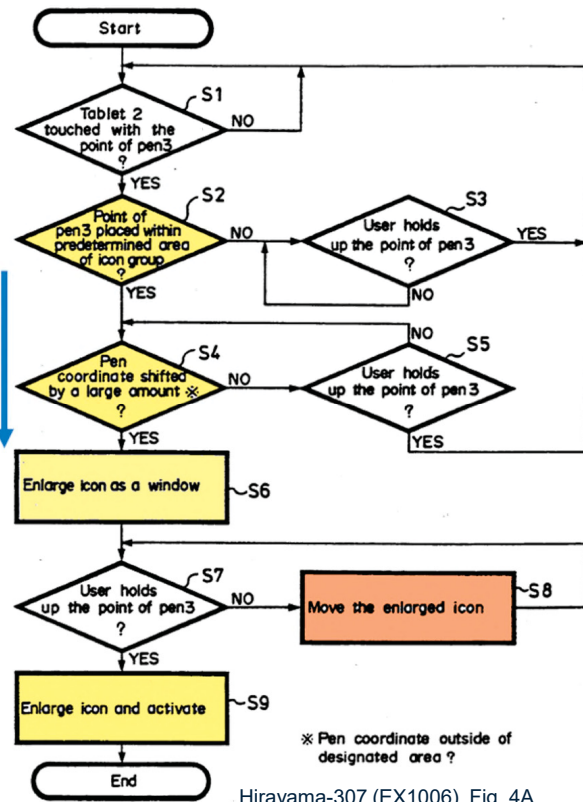 Start
S1
Tablet 2
touched with the
point of pen3
?
NO
YES
S2
Point of
pen 3 placed within
predetermined area
of icon group
?
NO
YES
S3
User holds
up the point of pen3
?
YES
NO
S4
Pen
coordinate shifted
by a large amount ※
?
NO
YES
NO
S5
User holds
up the point of pen3
?
YES
Enlarge icon as a window
S6
S7
User holds
up the point of pen3
?
NO
YES
Move the enlarged icon
S8
Enlarge icon and activate
S9
※ Pen coordinate outside of
designated area ?
End
Hirayama-307 (EX1006), Fig. 4A